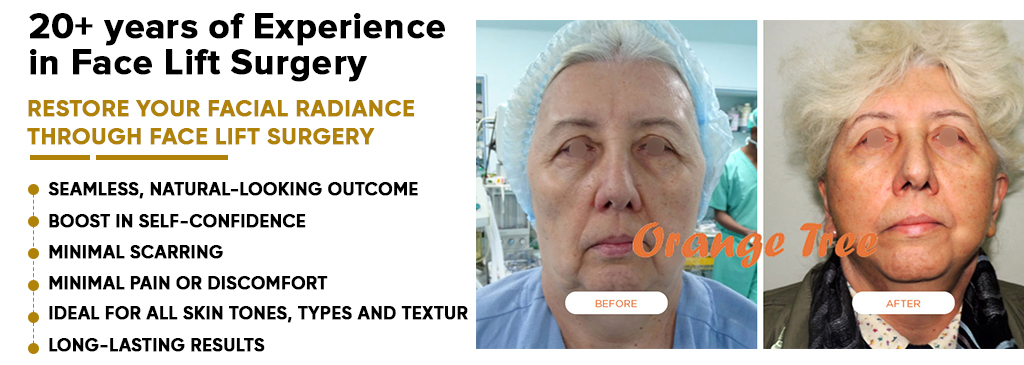 20+ years of Experience
in Face Lift Surgery
RESTORE YOUR FACIAL RADIANCE
THROUGH FACE LIFT SURGERY
SEAMLESS, NATURAL-LOOKING OUTCOME
BOOST IN SELF-CONFIDENCE
MINIMAL SCARRING
MINIMAL PAIN OR DISCOMFORT
IDEAL FOR ALL SKIN TONES, TYPES AND TEXTUR
LONG-LASTING RESULTS
Orange Tree
BEFORE
AFTER